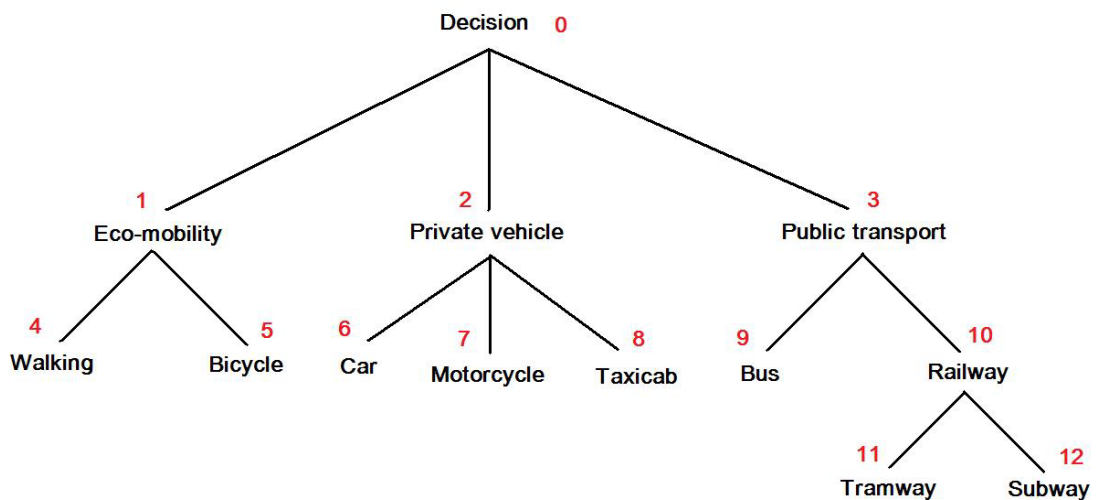 Decision 0
1 2 3
Eco-mobility Private vehicle Public transport
4 5 6 7 8 9 10
Walking Bicycle Car Motorcycle Taxicab Bus Railway
11 12
Tramway Subway